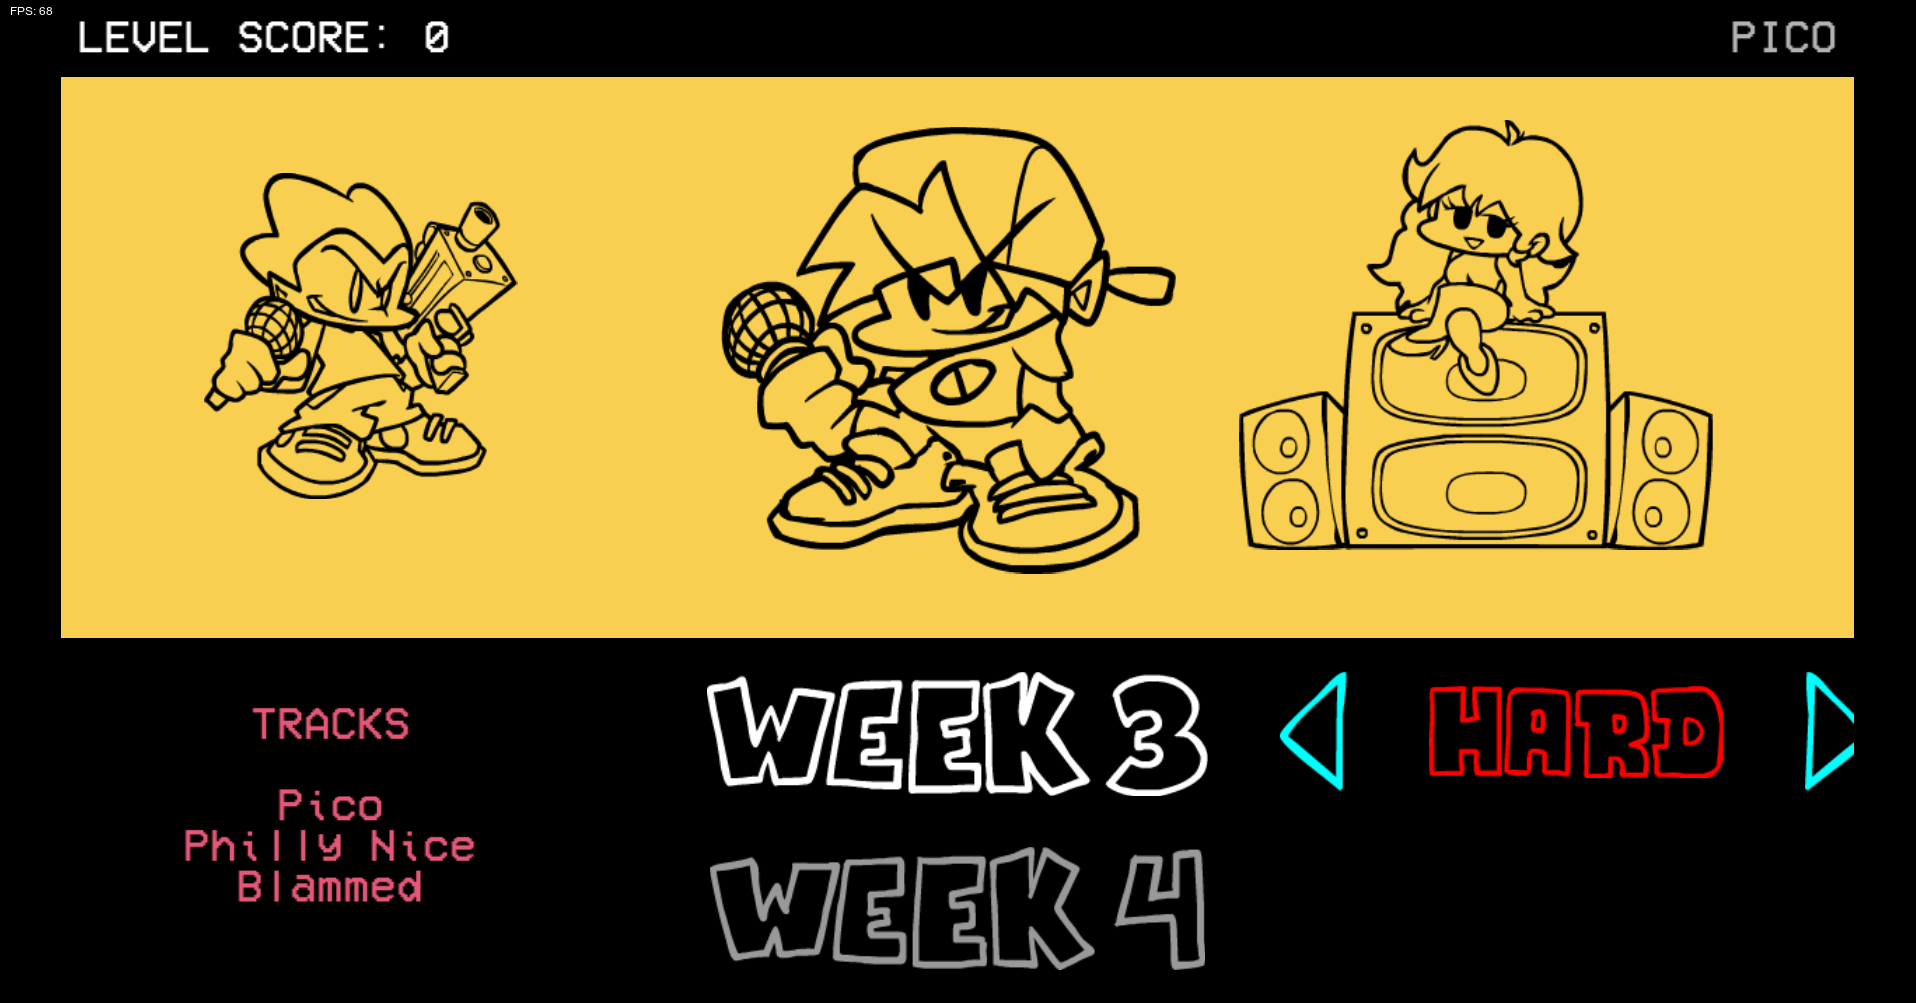 FPS: 68
LEVEL SCORE: 0
PICO
TRACKS
Pico
Philly Nice
Blammed
WEEK 3
HARD
WEEK 4